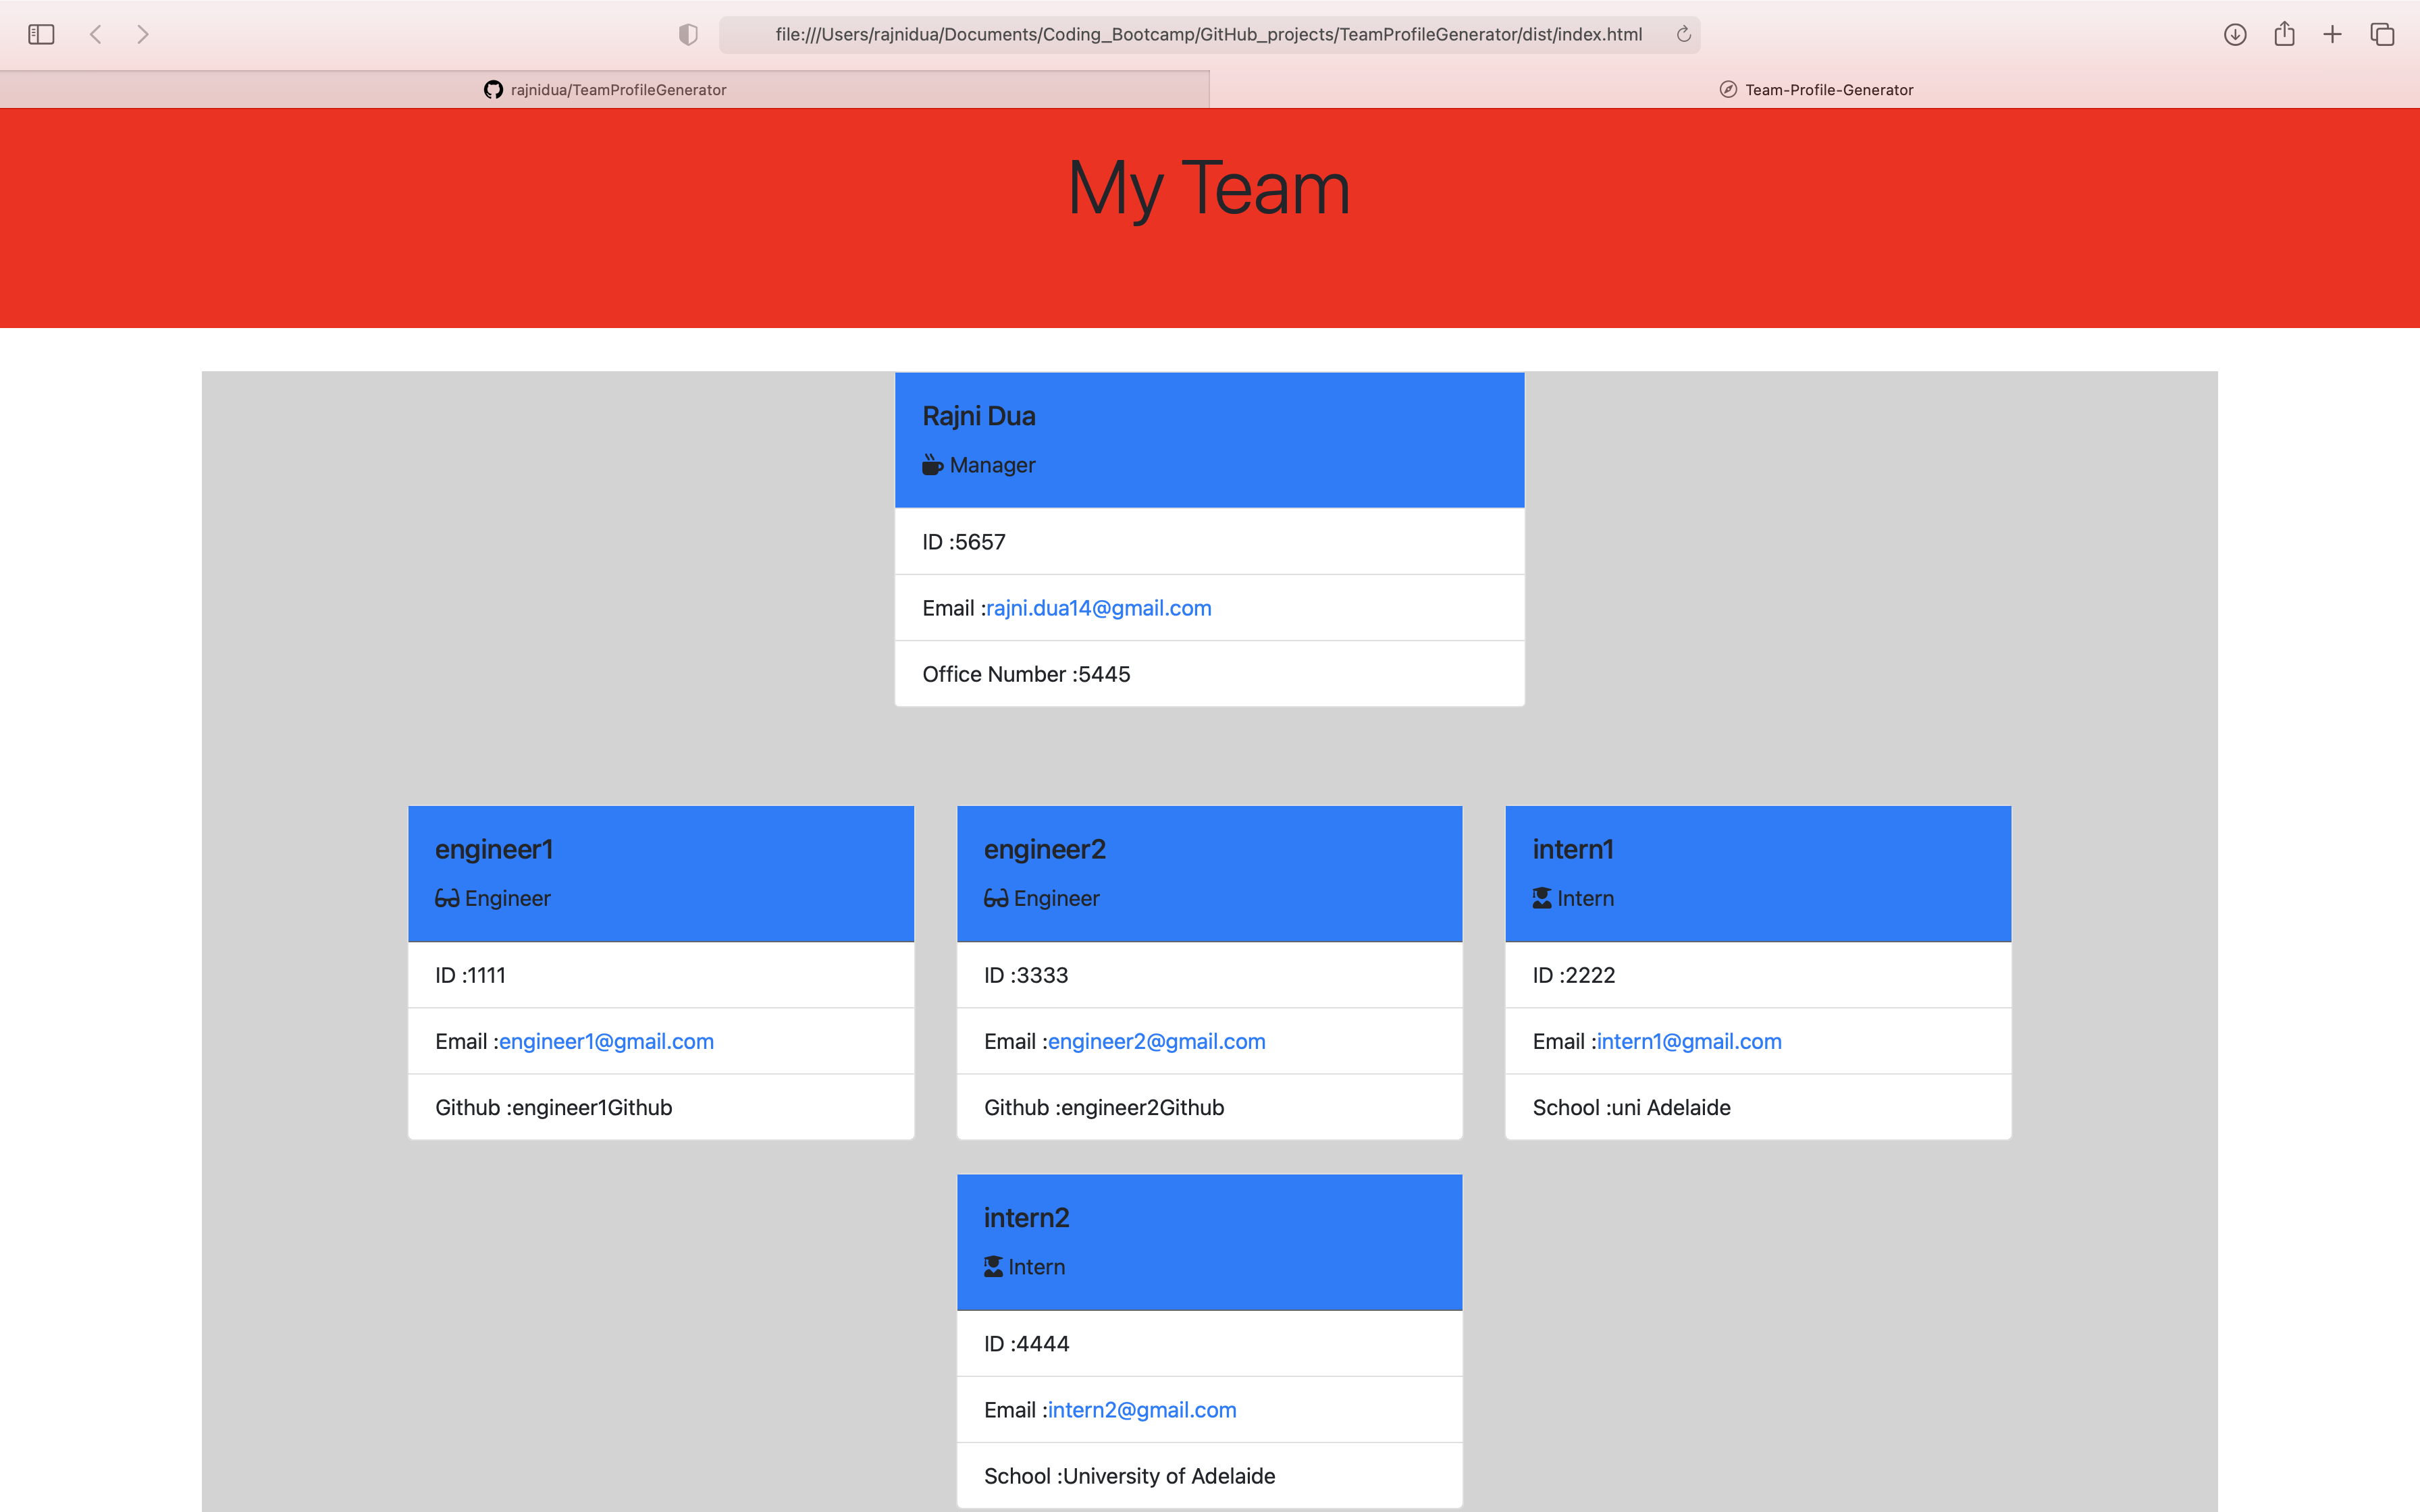 file:///Users/rajnidua/Documents/Coding_Bootcamp/GitHub_projects/TeamProfileGenerator/dist/index.html
rajnidua/TeamProfileGenerator
Team-Profile-Generator
My Team
Rajni Dua
Manager
ID :5657
Email :rajni.dua14@gmail.com
Office Number :5445
engineer1
Engineer
ID :1111
Email :engineer1@gmail.com
Github :engineer1Github
engineer2
Engineer
ID :3333
Email :engineer2@gmail.com
Github :engineer2Github
intern1
Intern
ID :2222
Email :intern1@gmail.com
School :uni Adelaide
intern2
Intern
ID :4444
Email :intern2@gmail.com
School :University of Adelaide